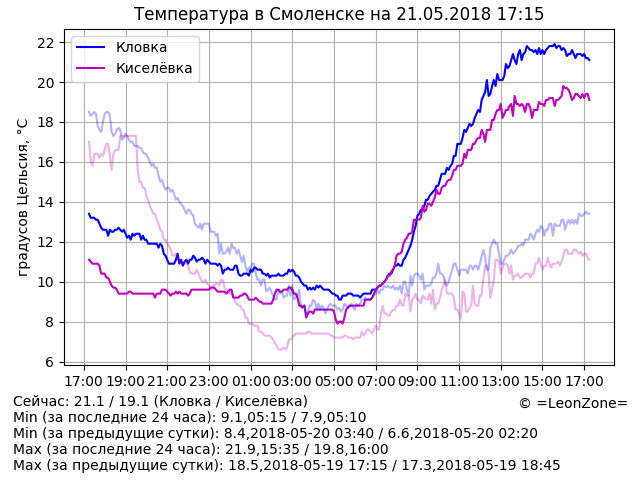 Температура в Смоленске на 21.05.2018 17:15
Кловка
Киселёвка
градусов Цельсия, °C
22
20
18
16
14
12
10
8
6
17:00 19:00 21:00 23:00 01:00 03:00 05:00 07:00 09:00 11:00 13:00 15:00 17:00
Сейчас: 21.1 / 19.1 (Кловка / Киселёвка)
© =LeonZone=
Min (за последние 24 часа): 9.1,05:15 / 7.9,05:10
Min (за предыдущие сутки): 8.4,2018-05-20 03:40 / 6.6,2018-05-20 02:20
Max (за последние 24 часа): 21.9,15:35 / 19.8,16:00
Max (за предыдущие сутки): 18.5,2018-05-19 17:15 / 17.3,2018-05-19 18:45